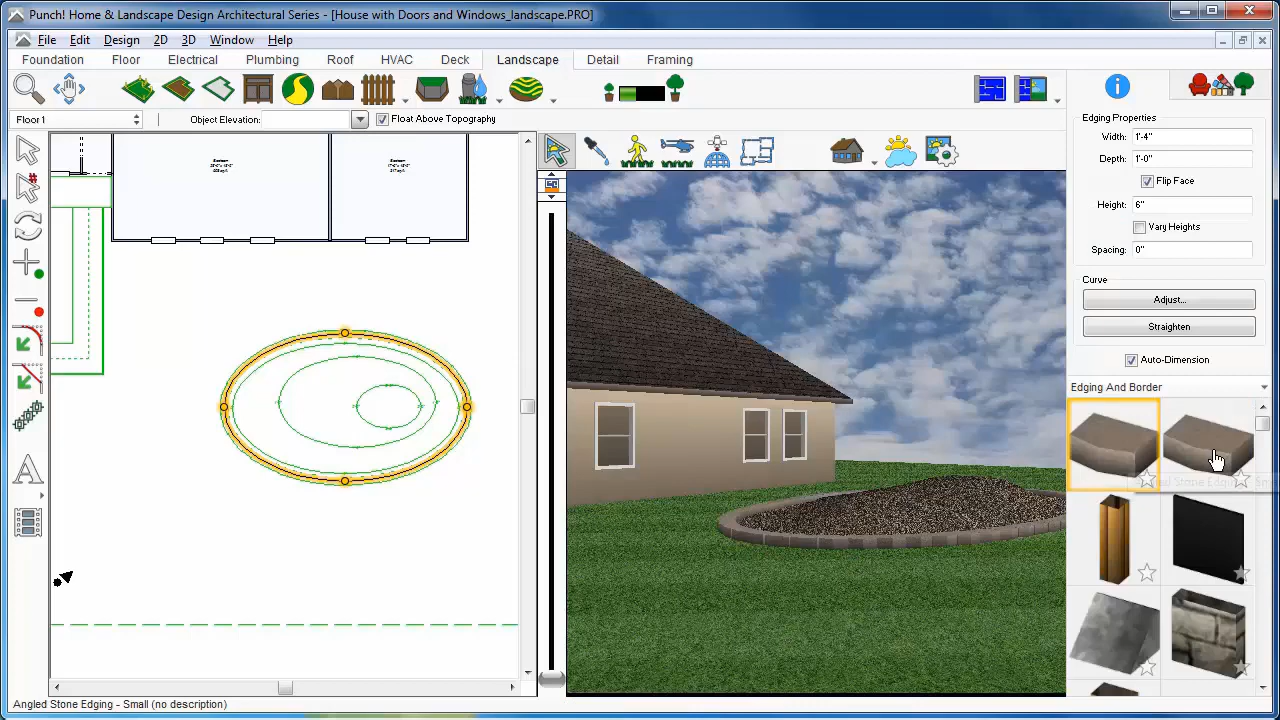 Punch! Home & Landscape Design Architectural Series - [House with Doors and Windows_landscape.PRO]
File Edit Design 2D 3D Window Help
Foundation Floor Electrical Plumbing Roof HVAC Deck Landscape Detail Framing
Floor 1 Object Elevation: Float Above Topography
Edging Properties
Width: 1'-4"
Depth: 1'-0"
Flip Face
Height: 6"
Vary Heights
Spacing: 0"
Curve
Adjust...
Straighten
Auto-Dimension
Edging And Border
Angled Stone Edging - Small (no description)